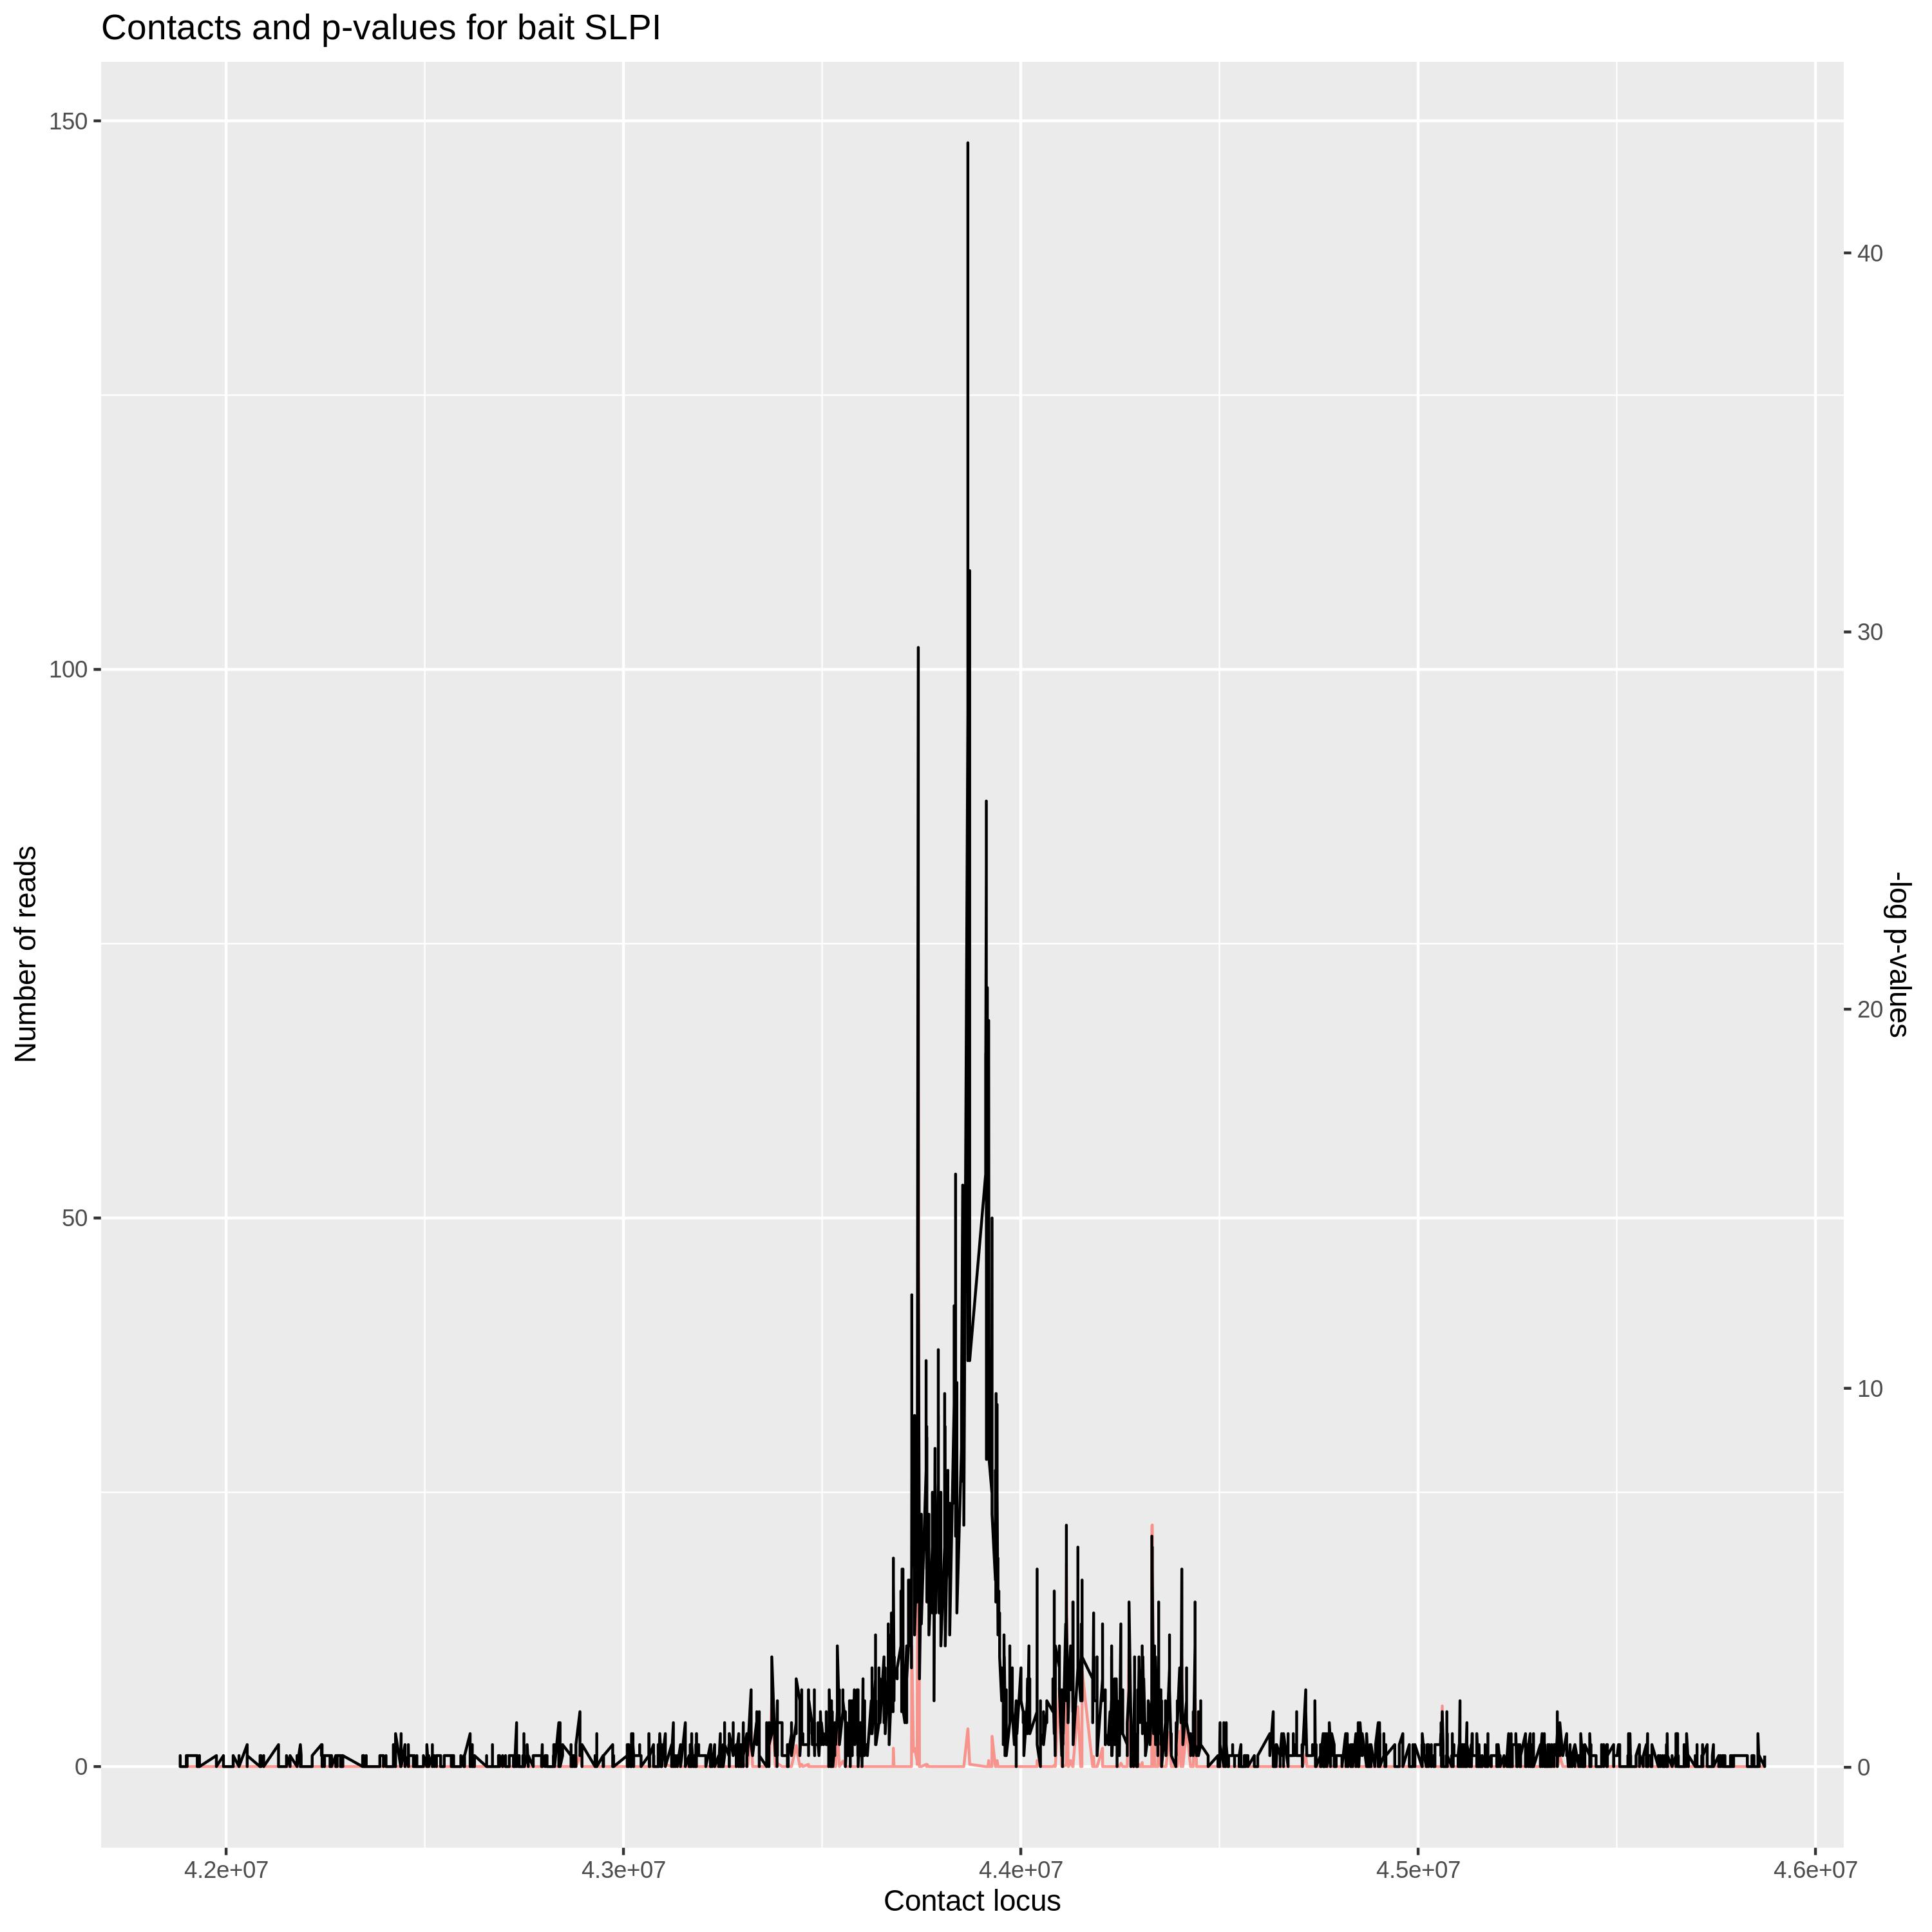 Contacts and p-values for bait SLPI
150
100
50
0
Number of reads
40
30
20
10
0
-log p-values
4.2e+07
4.3e+07
4.4e+07
4.5e+07
4.6e+07
Contact locus